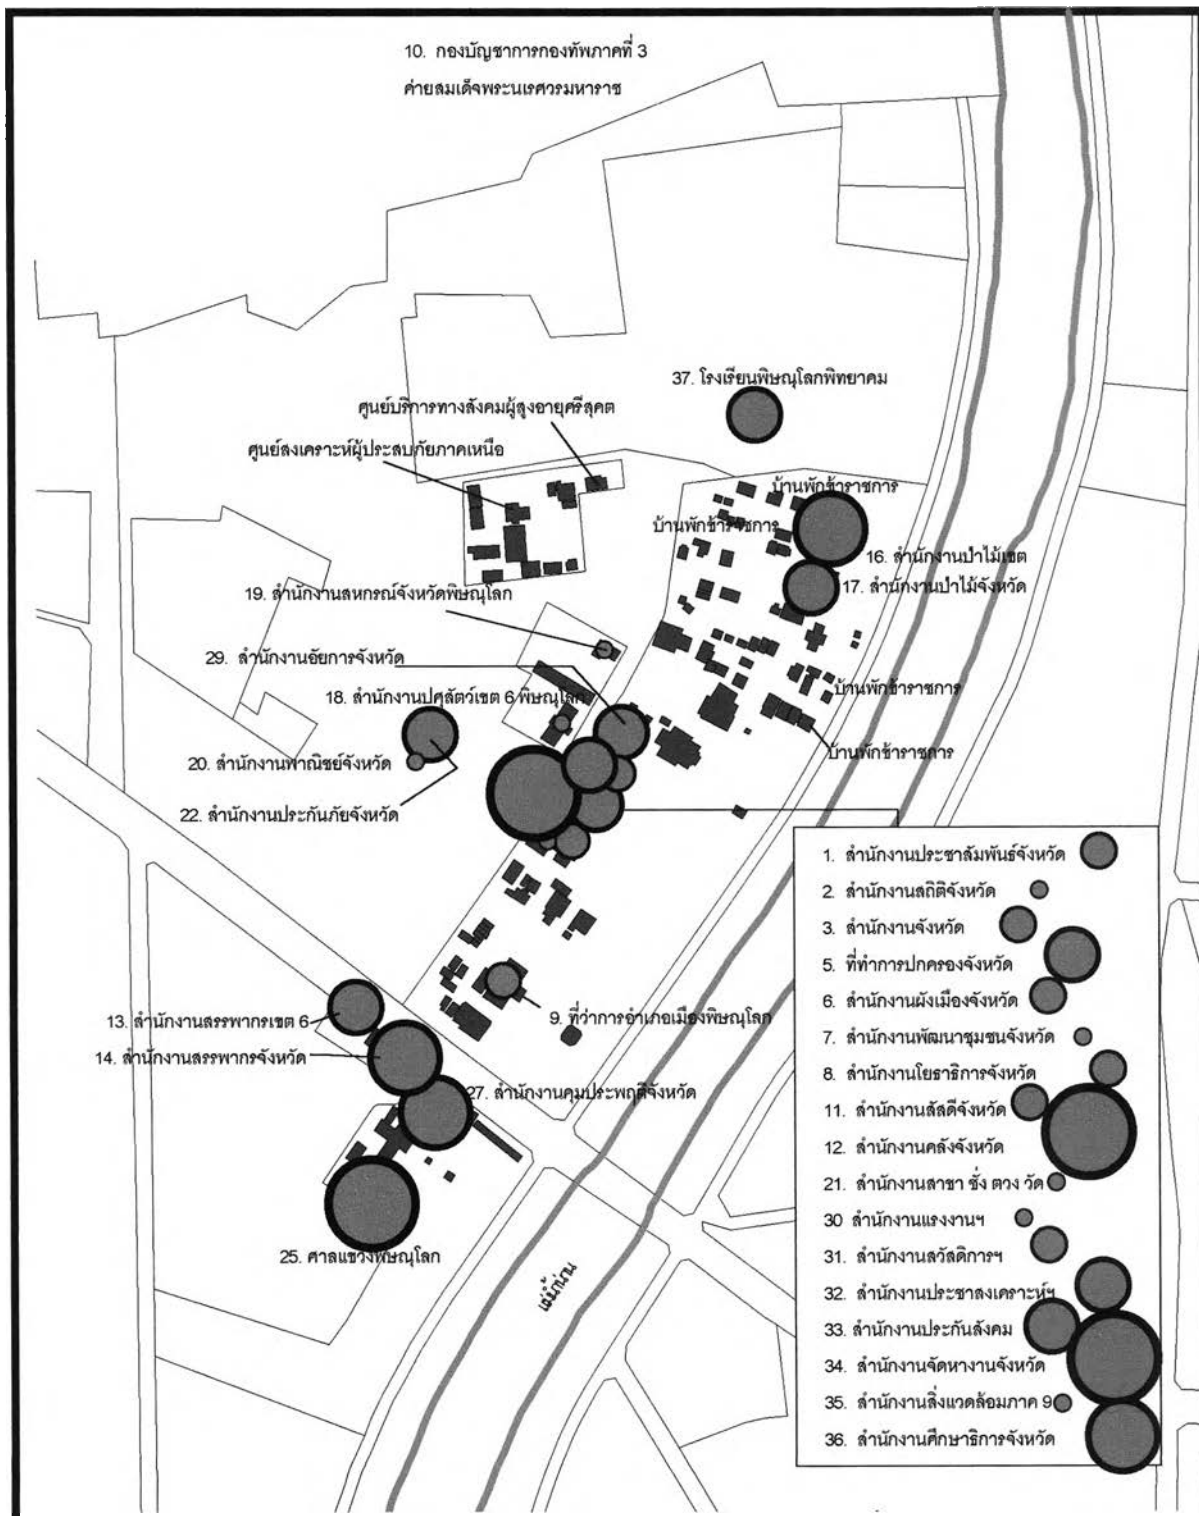 10. กองบัญชาการกองทัพภาคที่ 3
ค่ายสมเด็จพระนเรศวรมหาราช
37. โรงเรียนพิษณุโลกพิทยาคม
ศูนย์บริการทางสังคมผู้สูงอายุศรีสุคต
ศูนย์สงเคราะห์ผู้ประสบภัยภาคเหนือ
บ้านพักข้าราชการ
บ้านพักข้าราชการ
16. สำนักงานป่าไม้เขต
17. สำนักงานป่าไม้จังหวัด
19. สำนักงานสหกรณ์จังหวัดพิษณุโลก
29. สำนักงานอัยการจังหวัด
18. สำนักงานปศุสัตว์เขต 6 พิษณุโลก
บ้านพักข้าราชการ
บ้านพักข้าราชการ
20. สำนักงานพาณิชย์จังหวัด
22. สำนักงานประกันภัยจังหวัด
1. สำนักงานประชาสัมพันธ์จังหวัด
2. สำนักงานสถิติจังหวัด
3. สำนักงานจังหวัด
5. ที่ทำการปกครองจังหวัด
6. สำนักงานผังเมืองจังหวัด
7. สำนักงานพัฒนาชุมชนจังหวัด
8. สำนักงานโยธาธิการจังหวัด
11. สำนักงานสัสดีจังหวัด
12. สำนักงานคลังจังหวัด
21. สำนักงานสาขา ชั่ง ตวง วัด
30 สำนักงานแรงงานฯ
31. สำนักงานสวัสดิการฯ
32. สำนักงานประชาสงเคราะห์ฯ
33. สำนักงานประกันสังคม
34. สำนักงานจัดหางานจังหวัด
35. สำนักงานสิ่งแวดล้อมภาค 9
36. สำนักงานศึกษาธิการจังหวัด
9. ที่ว่าการอำเภอเมืองพิษณุโลก
13. สำนักงานสรรพากรเขต 6
14. สำนักงานสรรพากรจังหวัด
27. สำนักงานคุมประพฤติจังหวัด
25. ศาลแขวงพิษณุโลก
แม่น้ำน่าน